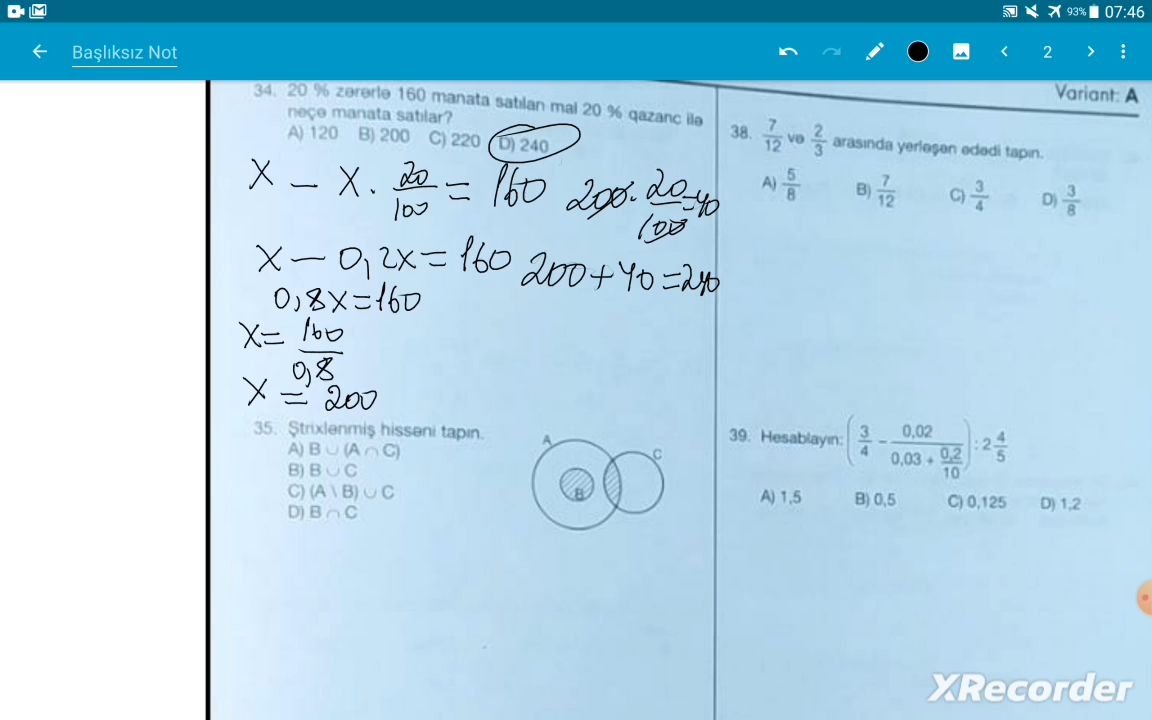 93% 07:46
Başlıksız Not
2
Variant: A
34. 20 % zərərlə 160 manata satılan mal 20 % qazanc ilə
neçə manata satılar?
A) 120 B) 200 C) 220 D) 240
x - x · 20/100 = 160
x - 0,2x = 160
0,8x = 160
x = 160/0,8
x = 200
200 · 20/100 = 40
200 + 40 = 240
35. Ştrixlənmiş hissəni tapın.
A) B ∪ (A ∩ C)
B) B ∪ C
C) (A \ B) ∪ C
D) B ∩ C
A
B
C
38. 7/12 və 2/3 arasında yerləşən ədədi tapın.
A) 5/8 B) 7/12 C) 3/4 D) 3/8
39. Hesablayın: (3/4 - 0,02/(0,03 + 0,2/10)) : 2 4/5
A) 1,5 B) 0,5 C) 0,125 D) 1,2
XRecorder